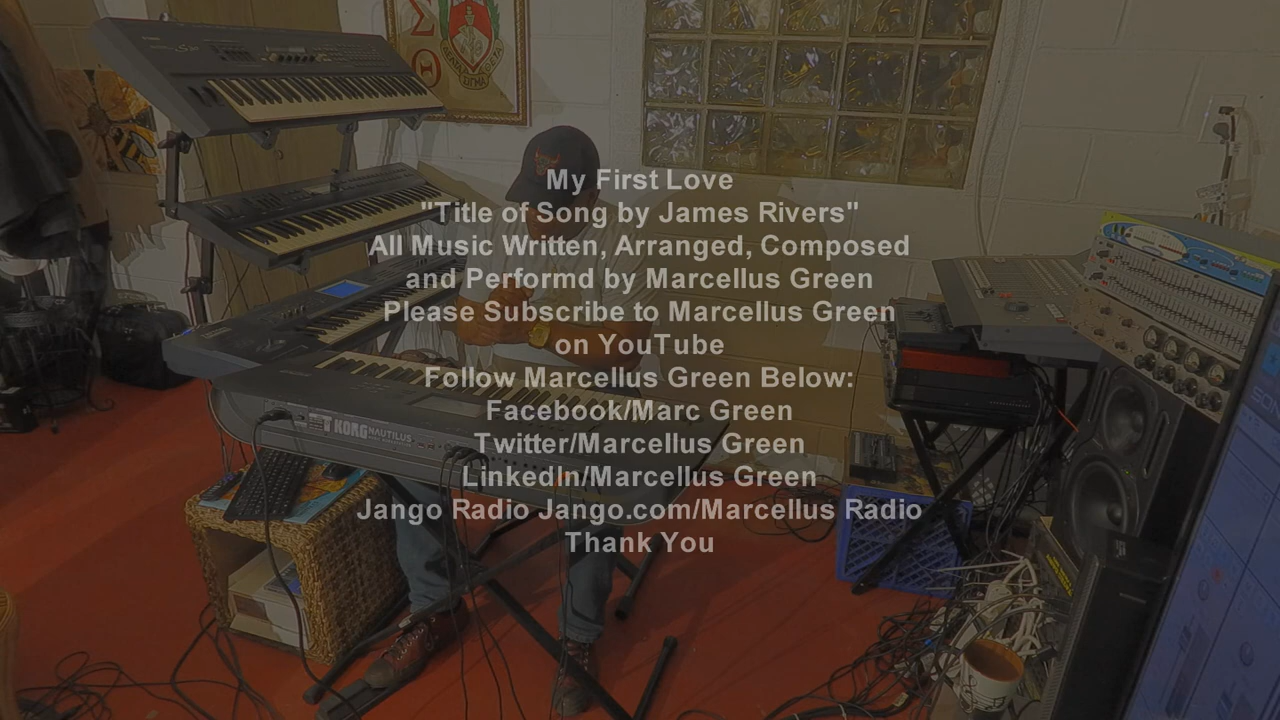 Σ
Θ
My First Love
"Title of Song by James Rivers"
All Music Written, Arranged, Composed
and Performd by Marcellus Green
Please Subscribe to Marcellus Green
on YouTube
Follow Marcellus Green Below:
Facebook/Marc Green
Twitter/Marcellus Green
LinkedIn/Marcellus Green
Jango Radio Jango.com/Marcellus Radio
Thank You
KORG NAUTILUS